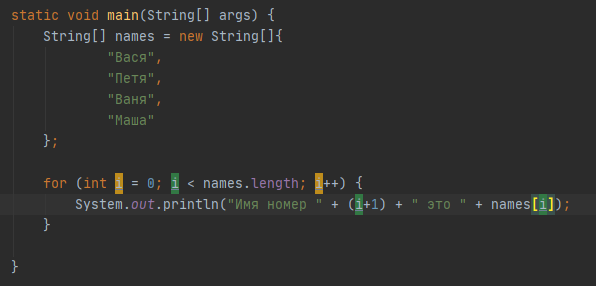 static void main(String[] args) {
    String[] names = new String[]{
            "Вася",
            "Петя",
            "Ваня",
            "Маша"
    };
    for (int i = 0; i < names.length; i++) {
        System.out.println("Имя номер " + (i+1) + " это " + names[i]);
    }
}